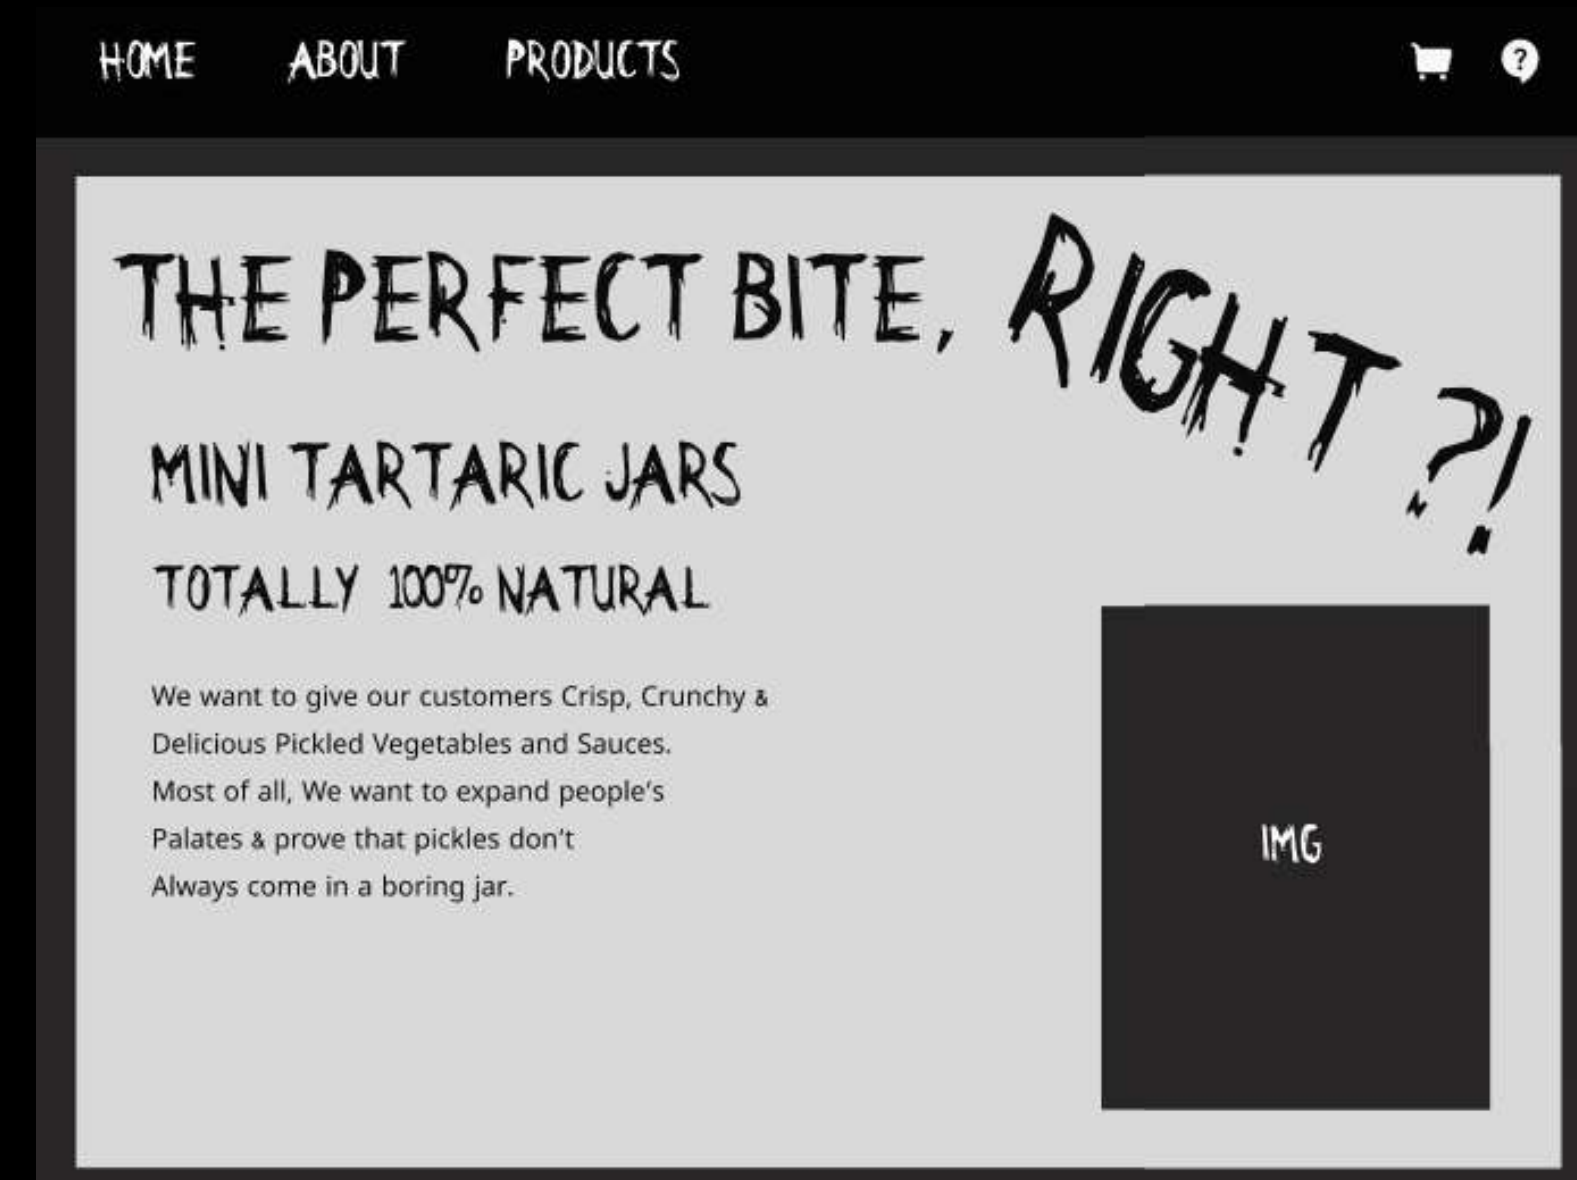 HOME ABOUT PRODUCTS ?
THE PERFECT BITE, RIGHT?!
MINI TARTARIC JARS
TOTALLY 100% NATURAL
We want to give our customers Crisp, Crunchy &
Delicious Pickled Vegetables and Sauces.
Most of all, We want to expand people's
Palates & prove that pickles don't
Always come in a boring jar.
IMG